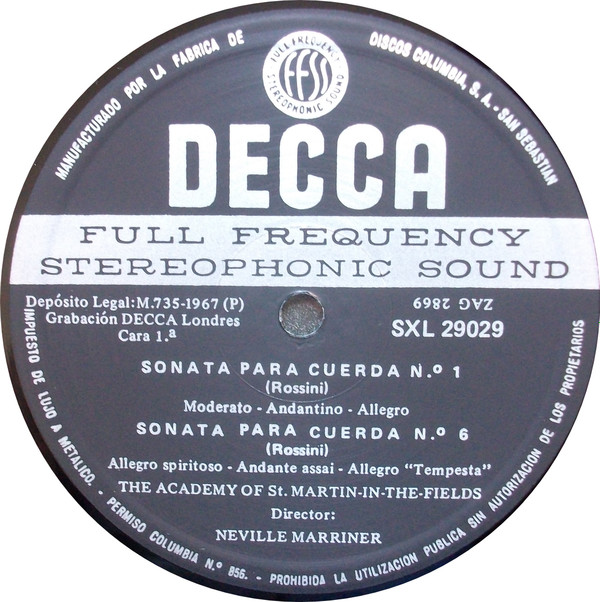 MANUFACTURADO POR LA FABRICA DE DISCOS COLUMBIA, S. A. - SAN SEBASTIAN
FULL FREQUENCY
FFSS
STEREOPHONIC SOUND
DECCA
FULL FREQUENCY
STEREOPHONIC SOUND
Depósito Legal: M.735-1967 (P)
ZAG 2869
Grabación DECCA Londres
SXL 29029
Cara 1.ª
SONATA PARA CUERDA N.º 1
(Rossini)
Moderato - Andantino - Allegro
SONATA PARA CUERDA N.º 6
(Rossini)
Allegro spiritoso - Andante assai - Allegro “Tempesta”
THE ACADEMY OF St. MARTIN-IN-THE-FIELDS
Director:
NEVILLE MARRINER
IMPUESTO DE LUJO A METALICO. - PERMISO COLUMBIA N.º 856. - PROHIBIDA LA UTILIZACION PUBLICA SIN AUTORIZACION DE LOS PROPIETARIOS